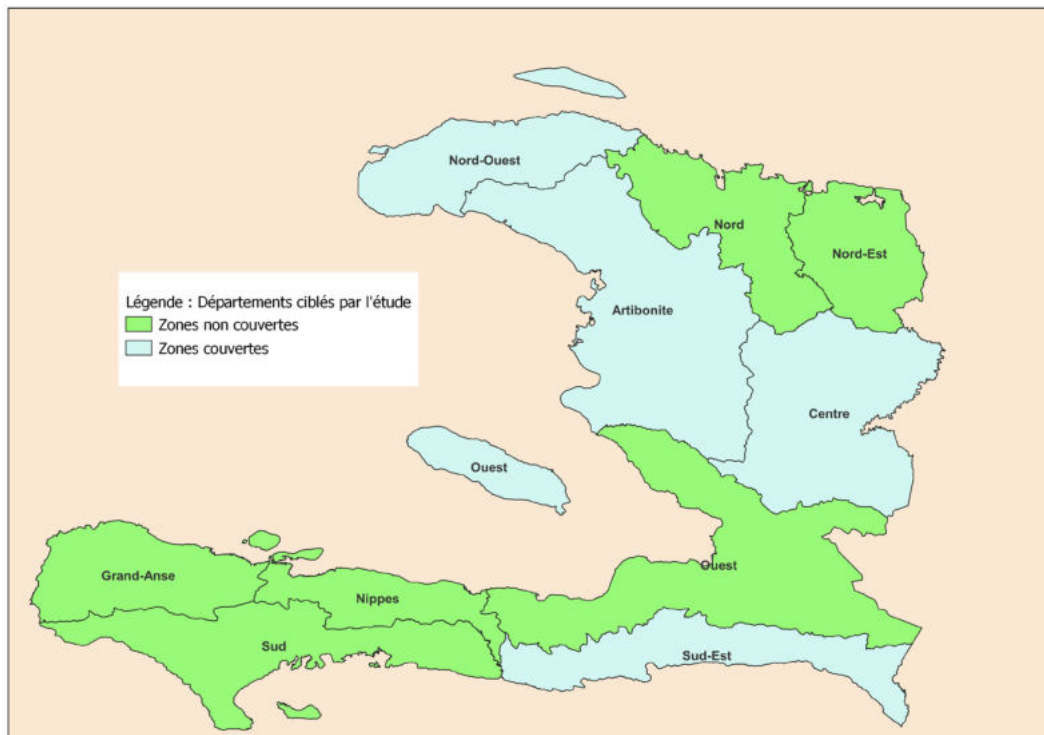 Nord-Ouest
Nord
Nord-Est
Légende : Départements ciblés par l'étude
Zones non couvertes
Zones couvertes
Artibonite
Centre
Ouest
Ouest
Grand-Anse
Nippes
Sud
Sud-Est